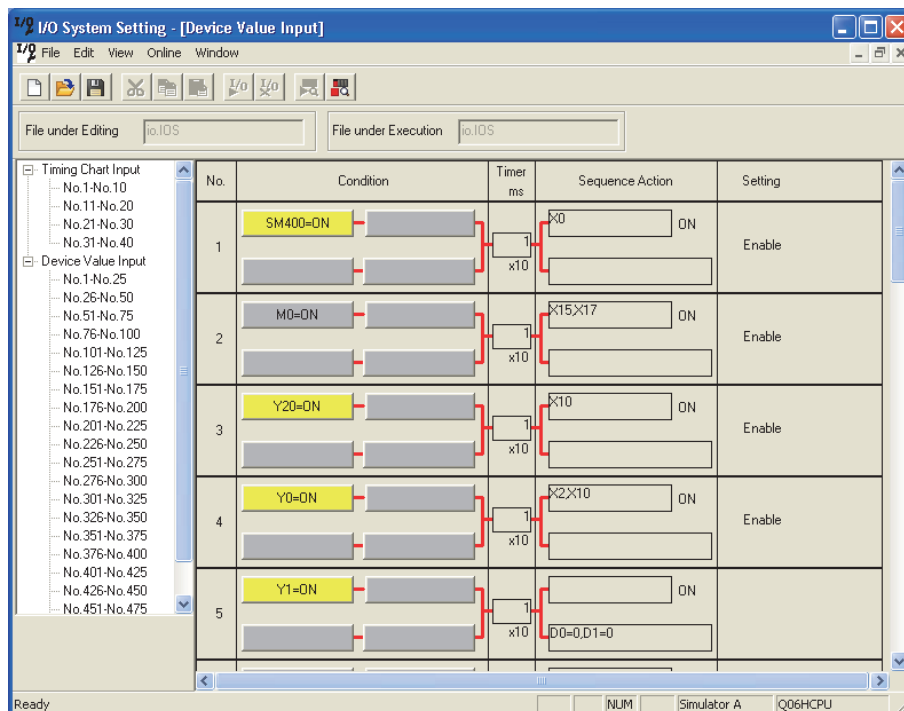 I/O System Setting - [Device Value Input]
File Edit View Online Window
File under Editing io.IOS File under Execution io.IOS
Timing Chart Input
No.1-No.10
No.11-No.20
No.21-No.30
No.31-No.40
Device Value Input
No.1-No.25
No.26-No.50
No.51-No.75
No.76-No.100
No.101-No.125
No.126-No.150
No.151-No.175
No.176-No.200
No.201-No.225
No.226-No.250
No.251-No.275
No.276-No.300
No.301-No.325
No.326-No.350
No.351-No.375
No.376-No.400
No.401-No.425
No.426-No.450
No.451-No.475
No. Condition Timer ms Sequence Action Setting
1 SM400=ON 1 x10 X0 ON Enable
2 M0=ON 1 x10 X15,X17 ON Enable
3 Y20=ON 1 x10 X10 ON Enable
4 Y0=ON 1 x10 X2,X10 ON Enable
5 Y1=ON 1 x10 ON D0=0,D1=0
Ready NUM Simulator A Q06HCPU